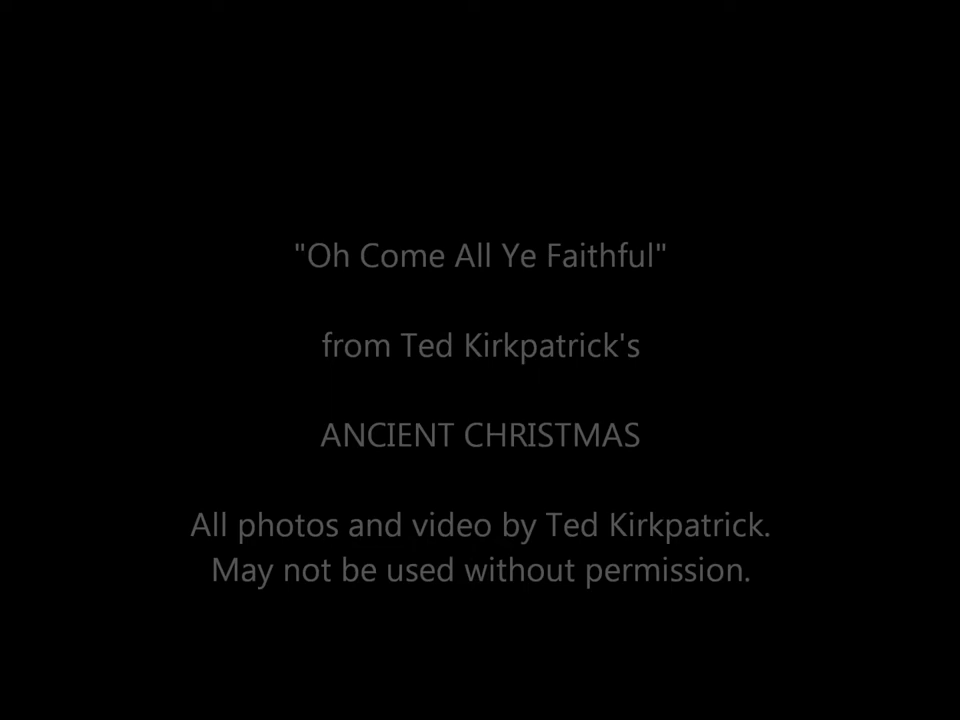 "Oh Come All Ye Faithful"
from Ted Kirkpatrick's
ANCIENT CHRISTMAS
All photos and video by Ted Kirkpatrick.
May not be used without permission.